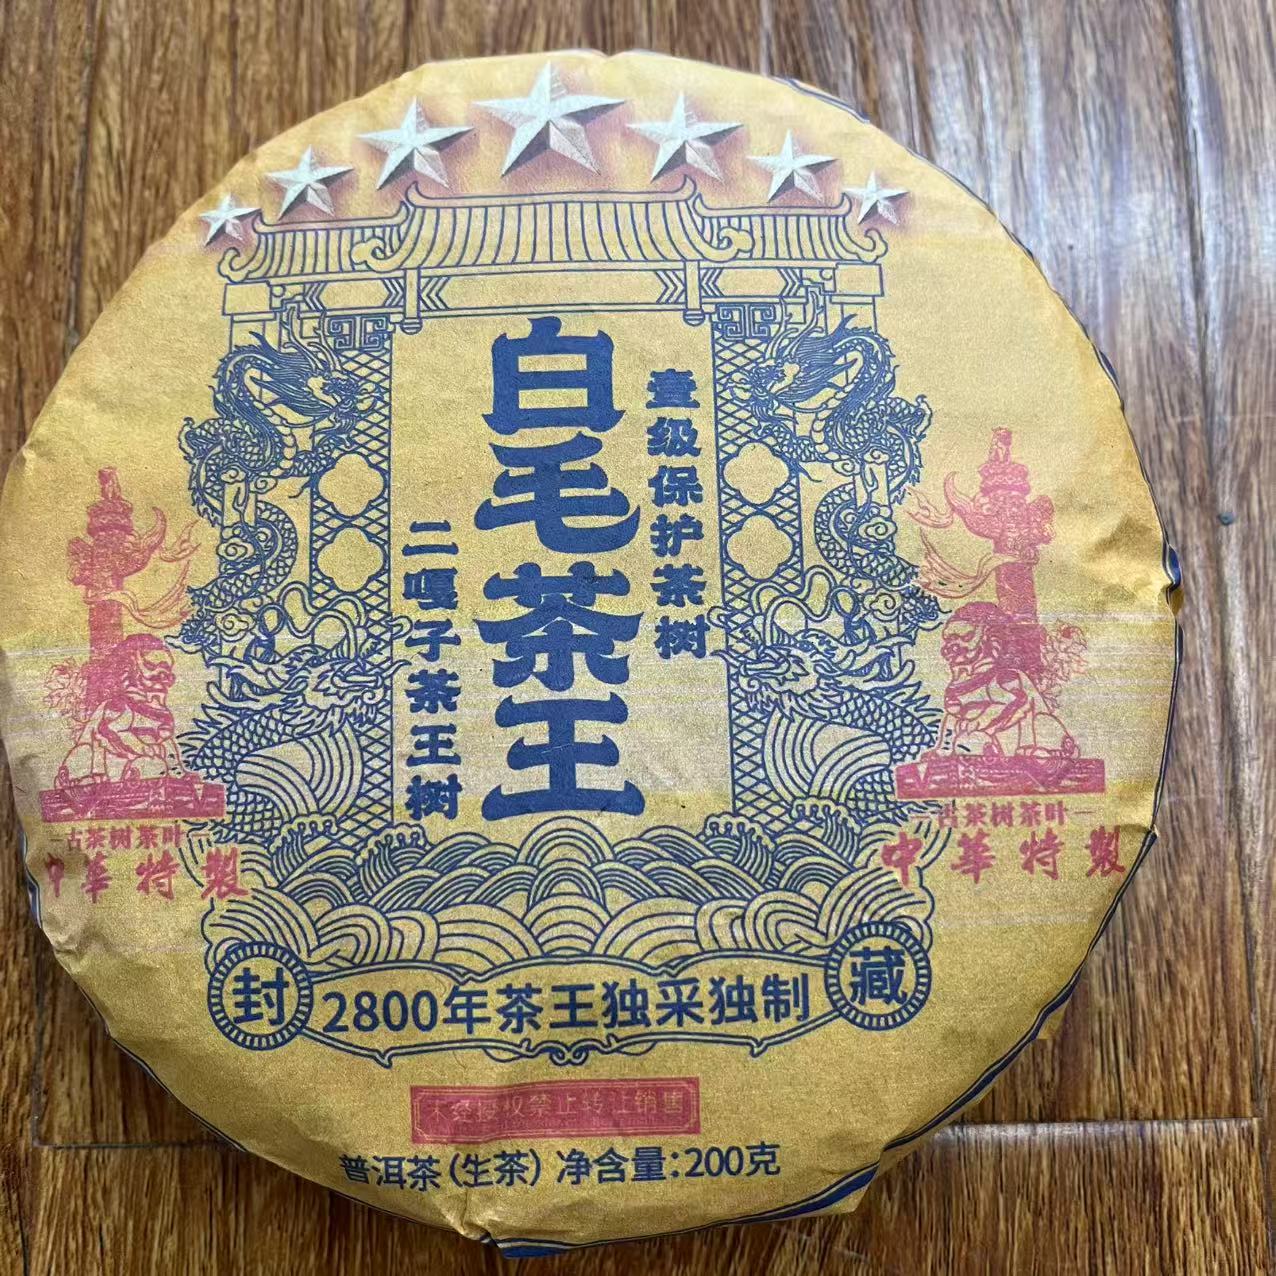 白毛茶王
壹级保护茶树
二嘎子茶王树
古茶树茶叶
中華特製
古茶树茶叶
中華特製
封
2800年茶王独采独制
藏
未经授权禁止转让销售
普洱茶(生茶) 净含量:200克